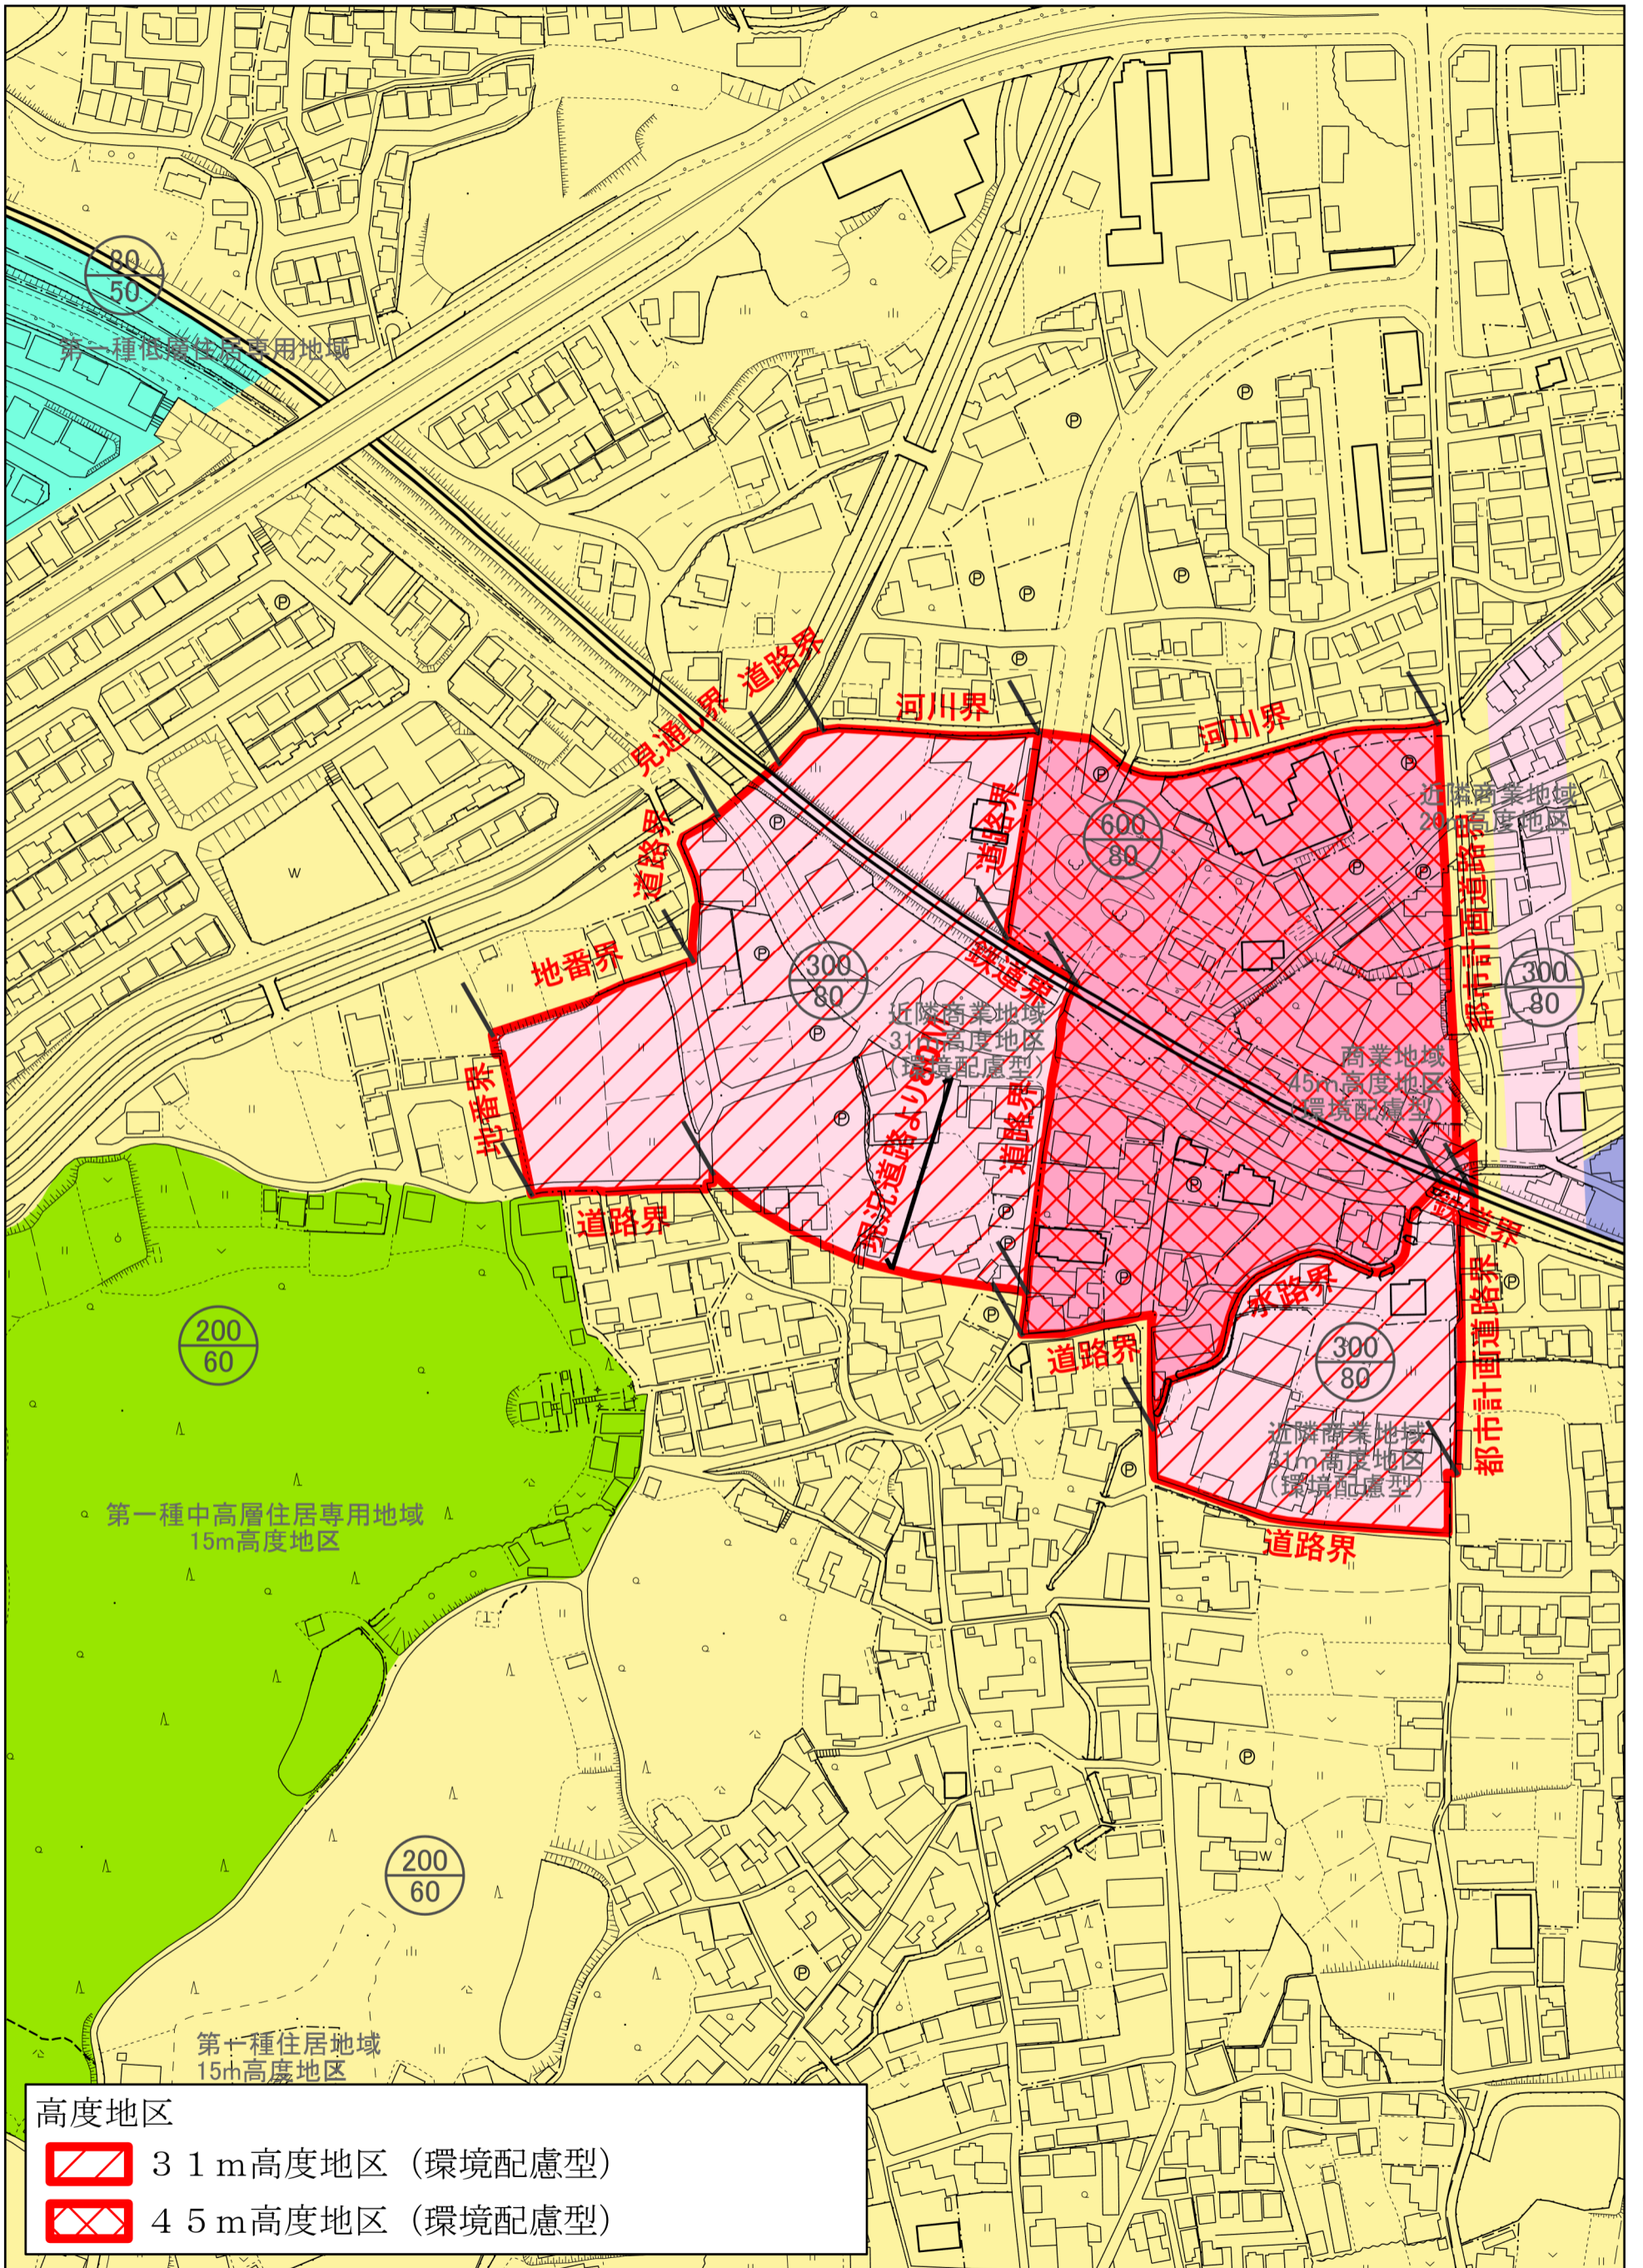 80
50
第一種低層住居専用地域
道路界
見通し界
河川界
河川界
道路界
道路界
600
80
近隣商業地域
20m高度地区
都市計画道路界
地番界
鉄道界
300
80
300
80
近隣商業地域
31m高度地区
(環境配慮型)
商業地域
45m高度地区
(環境配慮型)
地番界
現況道路より80M
道路界
道路界
鉄道界
水路界
都市計画道路界
200
60
道路界
300
80
近隣商業地域
31m高度地区
(環境配慮型)
第一種中高層住居専用地域
15m高度地区
道路界
200
60
第一種住居地域
15m高度地区
高度地区
31m高度地区（環境配慮型）
45m高度地区（環境配慮型）